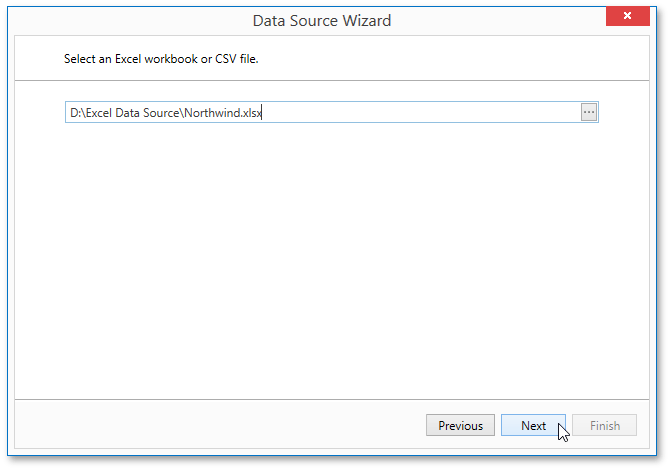 Data Source Wizard
Select an Excel workbook or CSV file.
D:\Excel Data Source\Northwind.xlsx
Previous
Next
Finish